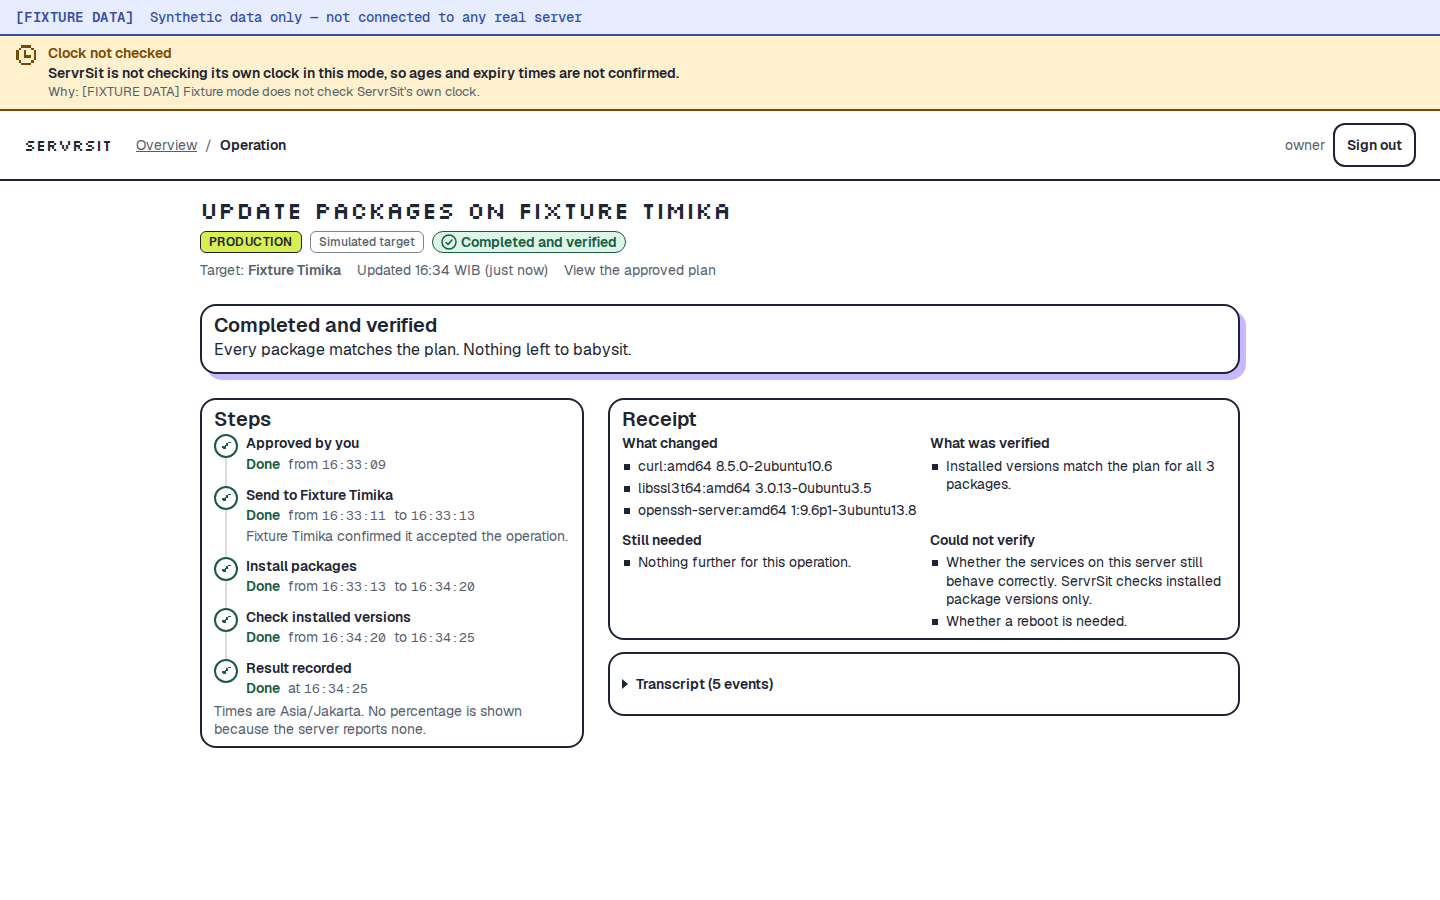 [FIXTURE DATA] Synthetic data only — not connected to any real server
Clock not checked
ServrSit is not checking its own clock in this mode, so ages and expiry times are not confirmed.
Why: [FIXTURE DATA] Fixture mode does not check ServrSit's own clock.
SERVRSIT
Overview / Operation
owner
Sign out
UPDATE PACKAGES ON FIXTURE TIMIKA
PRODUCTION
Simulated target
Completed and verified
Target: Fixture Timika
Updated 16:34 WIB (just now)
View the approved plan
Completed and verified
Every package matches the plan. Nothing left to babysit.
Steps
Approved by you
Done from 16:33:09
Send to Fixture Timika
Done from 16:33:11 to 16:33:13
Fixture Timika confirmed it accepted the operation.
Install packages
Done from 16:33:13 to 16:34:20
Check installed versions
Done from 16:34:20 to 16:34:25
Result recorded
Done at 16:34:25
Times are Asia/Jakarta. No percentage is shown
because the server reports none.
Receipt
What changed
curl:amd64 8.5.0-2ubuntu10.6
libssl3t64:amd64 3.0.13-0ubuntu3.5
openssh-server:amd64 1:9.6p1-3ubuntu13.8
What was verified
Installed versions match the plan for all 3
packages.
Still needed
Nothing further for this operation.
Could not verify
Whether the services on this server still
behave correctly. ServrSit checks installed
package versions only.
Whether a reboot is needed.
Transcript (5 events)